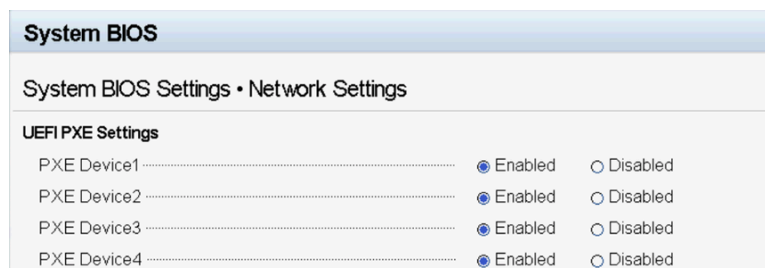 System BIOS
System BIOS Settings • Network Settings
UEFI PXE Settings
PXE Device1 Enabled Disabled
PXE Device2 Enabled Disabled
PXE Device3 Enabled Disabled
PXE Device4 Enabled Disabled